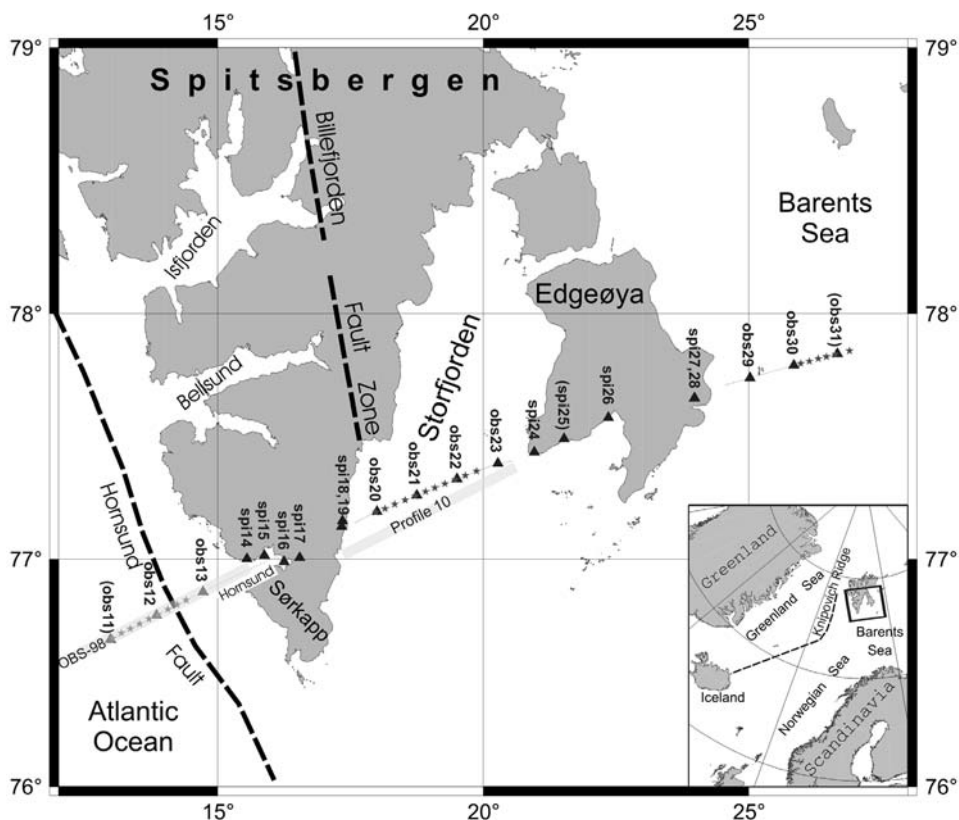 15°
20°
25°
79°
79°
Spitsbergen
Billefjorden
Barents
Sea
Isfjorden
Edgeøya
78°
78°
Fault
Zone
Storfjorden
Bellsund
(obs31)
obs30
obs29
spi27,28
spi26
(spi25)
spi24
obs23
obs22
obs21
obs20
spi18,19
Profile 10
Hornsund
Fault
spi14
spi15
spi16
spi17
77°
77°
Hornsund
Sørkapp
obs13
obs12
(obs11)
OBS-98
Atlantic
Ocean
Greenland
Greenland Sea
Knipovich Ridge
Barents
Sea
Iceland
Norwegian Sea
Scandinavia
76°
76°
15°
20°
25°